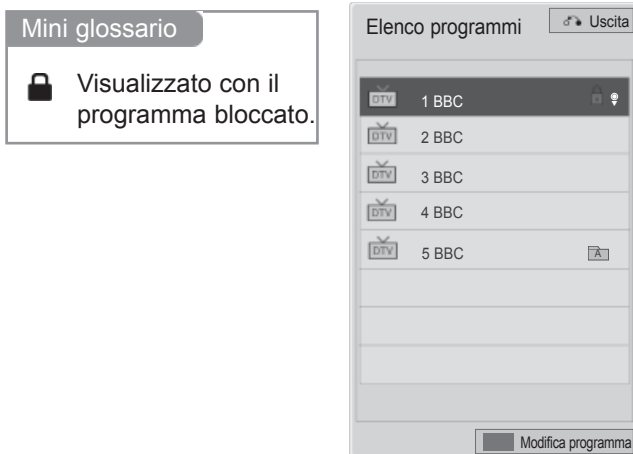 Mini glossario
Visualizzato con il
programma bloccato.
Elenco programmi
Uscita
DTV 1 BBC
DTV 2 BBC
DTV 3 BBC
DTV 4 BBC
DTV 5 BBC A
Modifica programma